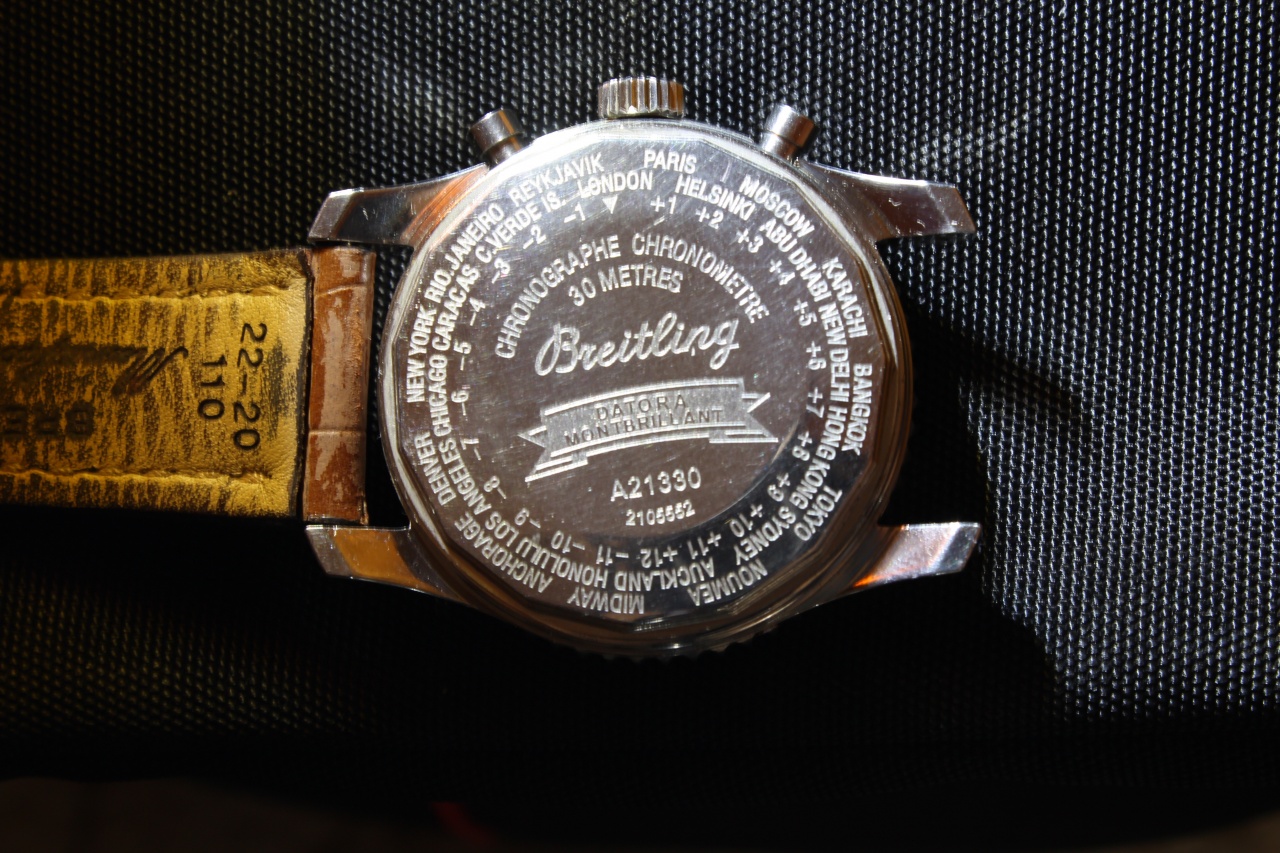 REYKJAVIK PARIS MOSCOW KARACHI BANGKOK TOKYO NOUMEA MIDWAY ANCHORAGE DENVER NEW YORK RIO.JANEIRO
LONDON HELSINKI ABU DHABI NEW DELHI HONG KONG SYDNEY AUCKLAND HONOLULU LOS ANGELES CHICAGO CARACAS C.VERDE IS.
+1 +2 +3 +4 +5 +6 +7 +8 +9 +10 +11 +12 -11 -10 -9 -8 -7 -6 -5 -4 -3 -2 -1
CHRONOGRAPHE CHRONOMETRE
30 METRES
Breitling
DATORA
MONTBRILLANT
A21330
2105552
22-20
110